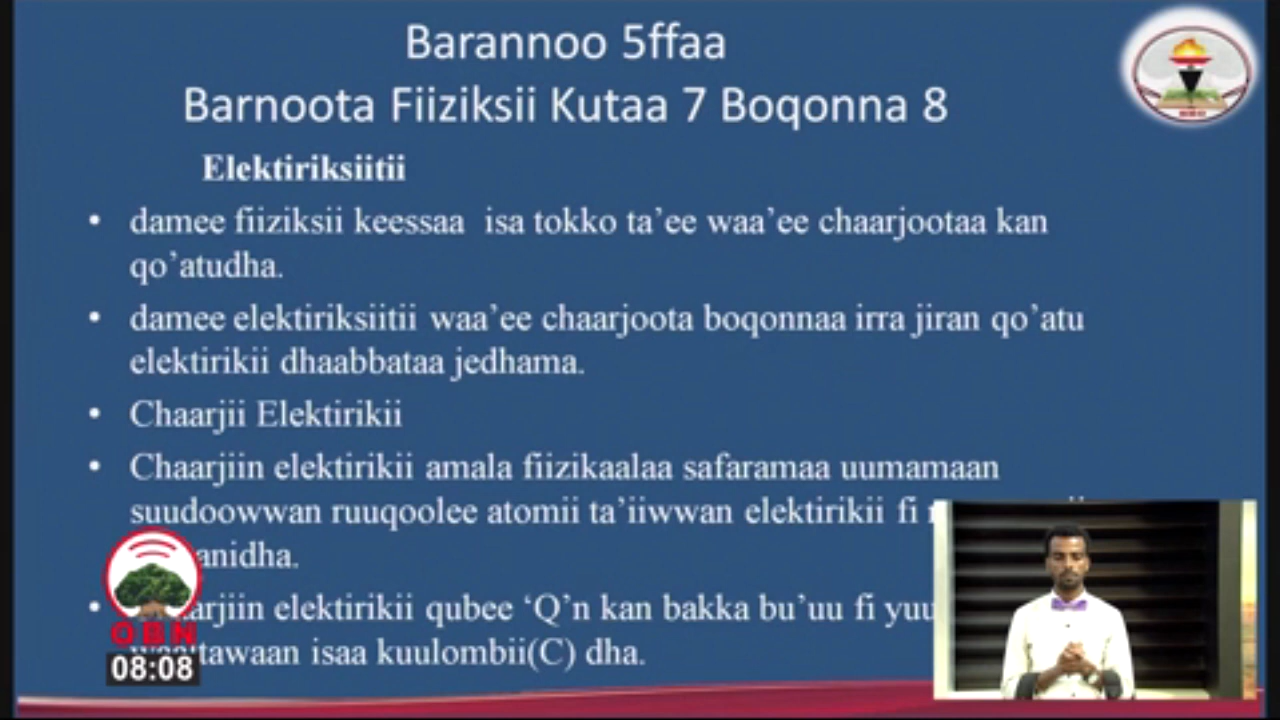 Barannoo 5ffaa
Barnoota Fiiziksii Kutaa 7 Boqonna 8
Elektiriksiitii
• damee fiiziksii keessaa isa tokko ta’ee waa’ee chaarjootaa kan
qo’atudha.
• damee elektiriksiitii waa’ee chaarjoota boqonnaa irra jiran qo’atu
elektirikii dhaabbataa jedhama.
• Chaarjii Elektirikii
• Chaarjiin elektirikii amala fiizikaalaa safaramaa uumamaan
suudoowwan ruuqoolee atomii ta’iiwwan elektirikii fi
• elektirikii qubee ‘Q’n kan bakka bu’uu fi
isaa kuulombii(C) dha.
OBN
08:08